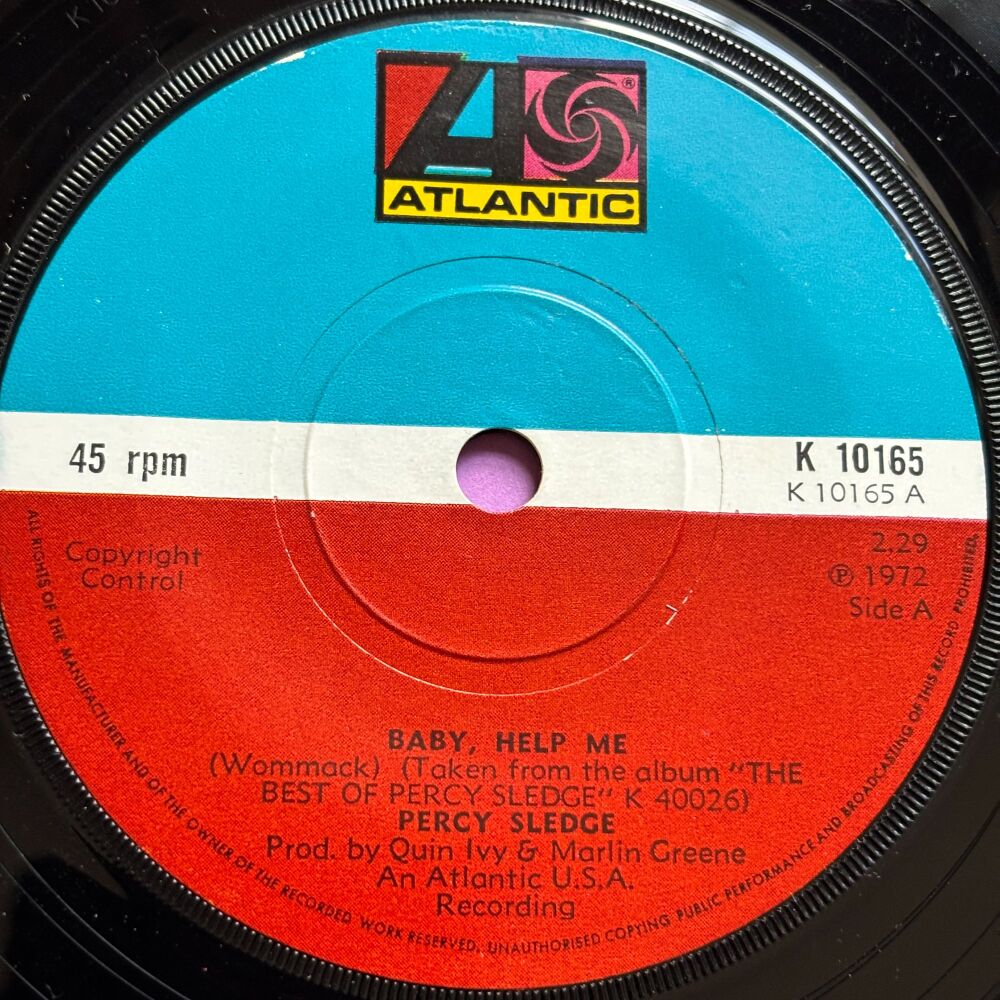 ATLANTIC
®
45 rpm
K 10165
K 10165 A
Copyright
Control
2.29
℗ 1972
Side A
BABY, HELP ME
(Wommack) (Taken from the album "THE
BEST OF PERCY SLEDGE" K 40026)
PERCY SLEDGE
Prod. by Quin Ivy & Marlin Greene
An Atlantic U.S.A.
Recording
ALL RIGHTS OF THE MANUFACTURER AND OF THE OWNER OF THE RECORDED WORK RESERVED. UNAUTHORISED COPYING PUBLIC PERFORMANCE AND BROADCASTING OF THIS RECORD PROHIBITED.